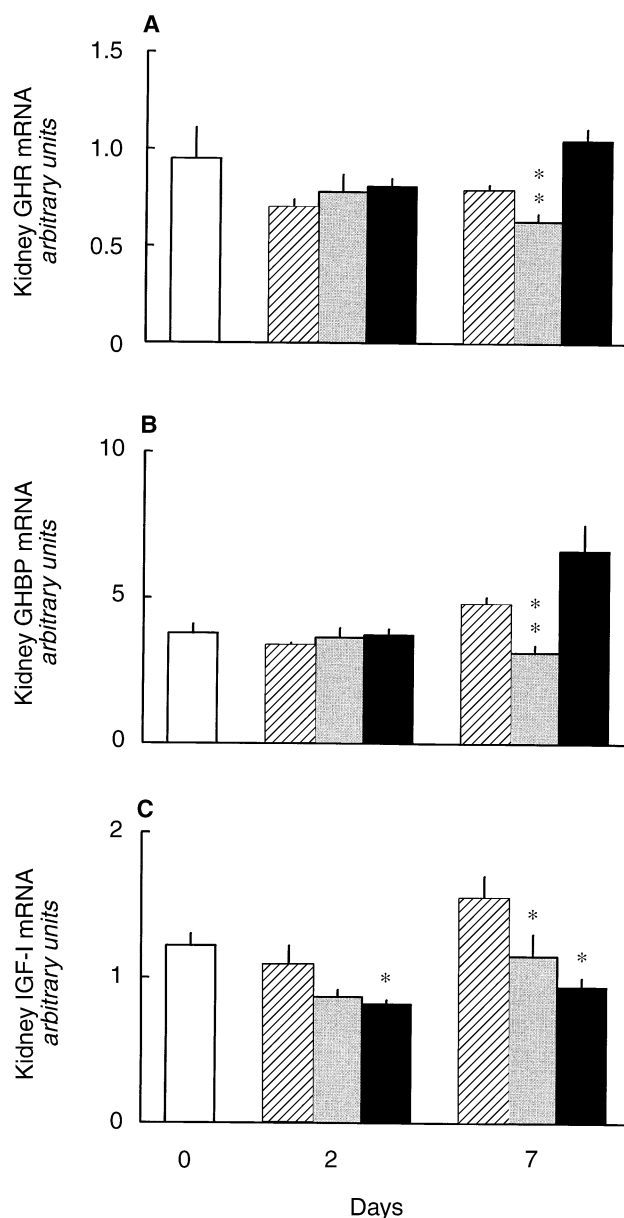 A
Kidney GHR mRNA
arbitrary units
1.5
1.0
0.5
0
*
*
B
Kidney GHBP mRNA
arbitrary units
10
5
0
*
*
C
Kidney IGF-I mRNA
arbitrary units
2
1
0
*
*
*
0 2 7
Days